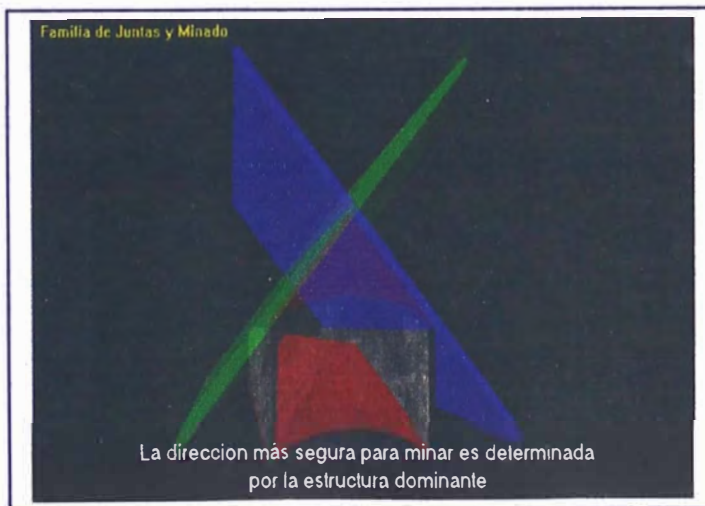 Familia de Juntas y Minado
La direccion más segura para minar es determinada
por la estructura dominante